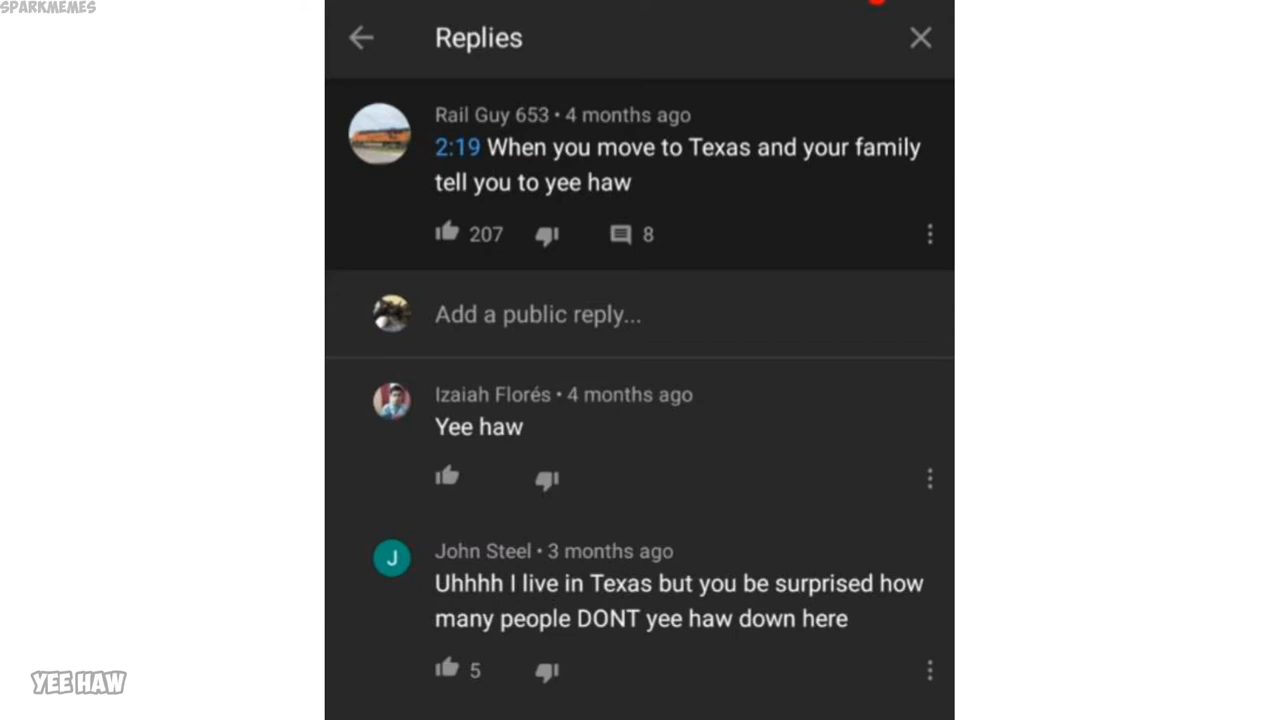 SPARKMEMES
Replies
Rail Guy 653 • 4 months ago
2:19 When you move to Texas and your family
tell you to yee haw
207
8
Add a public reply...
Izaiah Florés • 4 months ago
Yee haw
J
John Steel • 3 months ago
Uhhhh I live in Texas but you be surprised how
many people DONT yee haw down here
5
YEE HAW